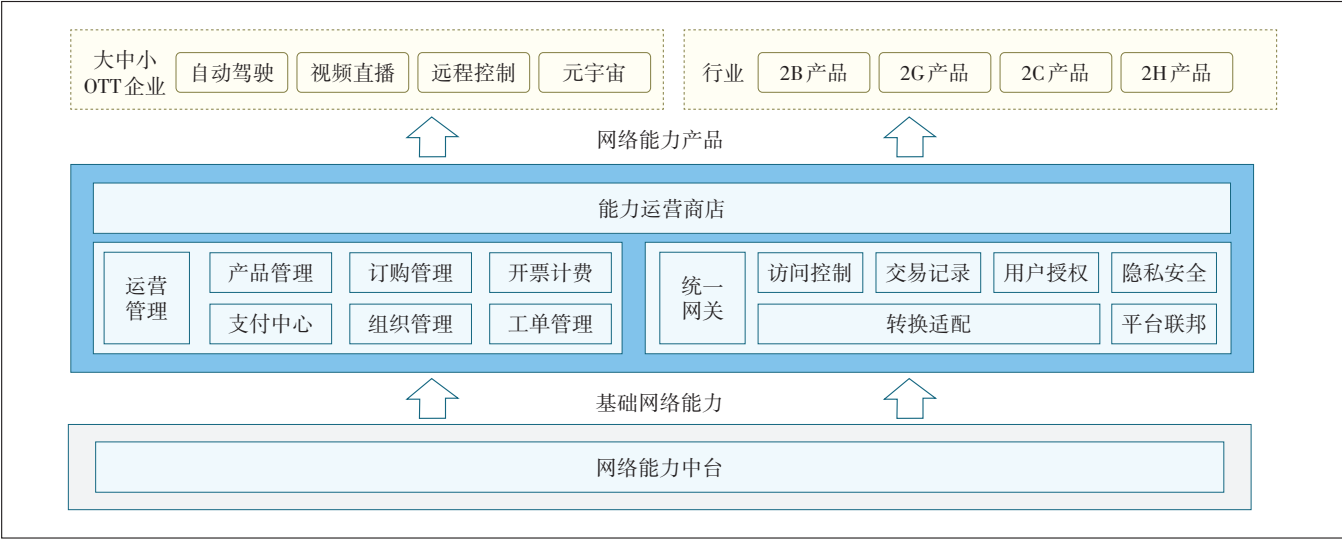 大中小
OTT企业
自动驾驶
视频直播
远程控制
元宇宙
行业
2B产品
2G产品
2C产品
2H产品
网络能力产品
能力运营商店
运营
管理
产品管理
订购管理
开票计费
支付中心
组织管理
工单管理
统一
网关
访问控制
交易记录
用户授权
隐私安全
转换适配
平台联邦
基础网络能力
网络能力中台